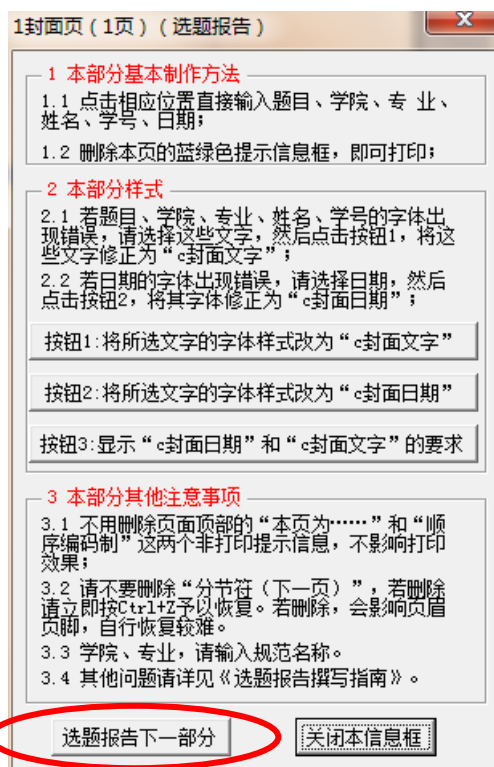 1封面页（1页）（选题报告）
1 本部分基本制作方法
1.1 点击相应位置直接输入题目、学院、专 业、
姓名、学号、日期；
1.2 删除本页的蓝绿色提示信息框，即可打印；
2 本部分样式
2.1 若题目、学院、专业、姓名、学号的字体出
现错误，请选择这些文字，然后点击按钮1，将这
些文字修正为“c封面文字”；
2.2 若日期的字体出现错误，请选择日期，然后
点击按钮2，将其字体修正为“c封面日期”；
按钮1:将所选文字的字体样式改为“c封面文字”
按钮2:将所选文字的字体样式改为“c封面日期”
按钮3:显示“c封面日期”和“c封面文字”的要求
3 本部分其他注意事项
3.1 不用删除页面顶部的“本页为……”和“顺
序编码制”这两个非打印提示信息，不影响打印
效果；
3.2 请不要删除“分节符（下一页）”，若删除
请立即按Ctrl+Z予以恢复。若删除，会影响页眉
页脚，自行恢复较难。
3.3 学院、专业，请输入规范名称。
3.4 其他问题请详见《选题报告撰写指南》。
选题报告下一部分
关闭本信息框